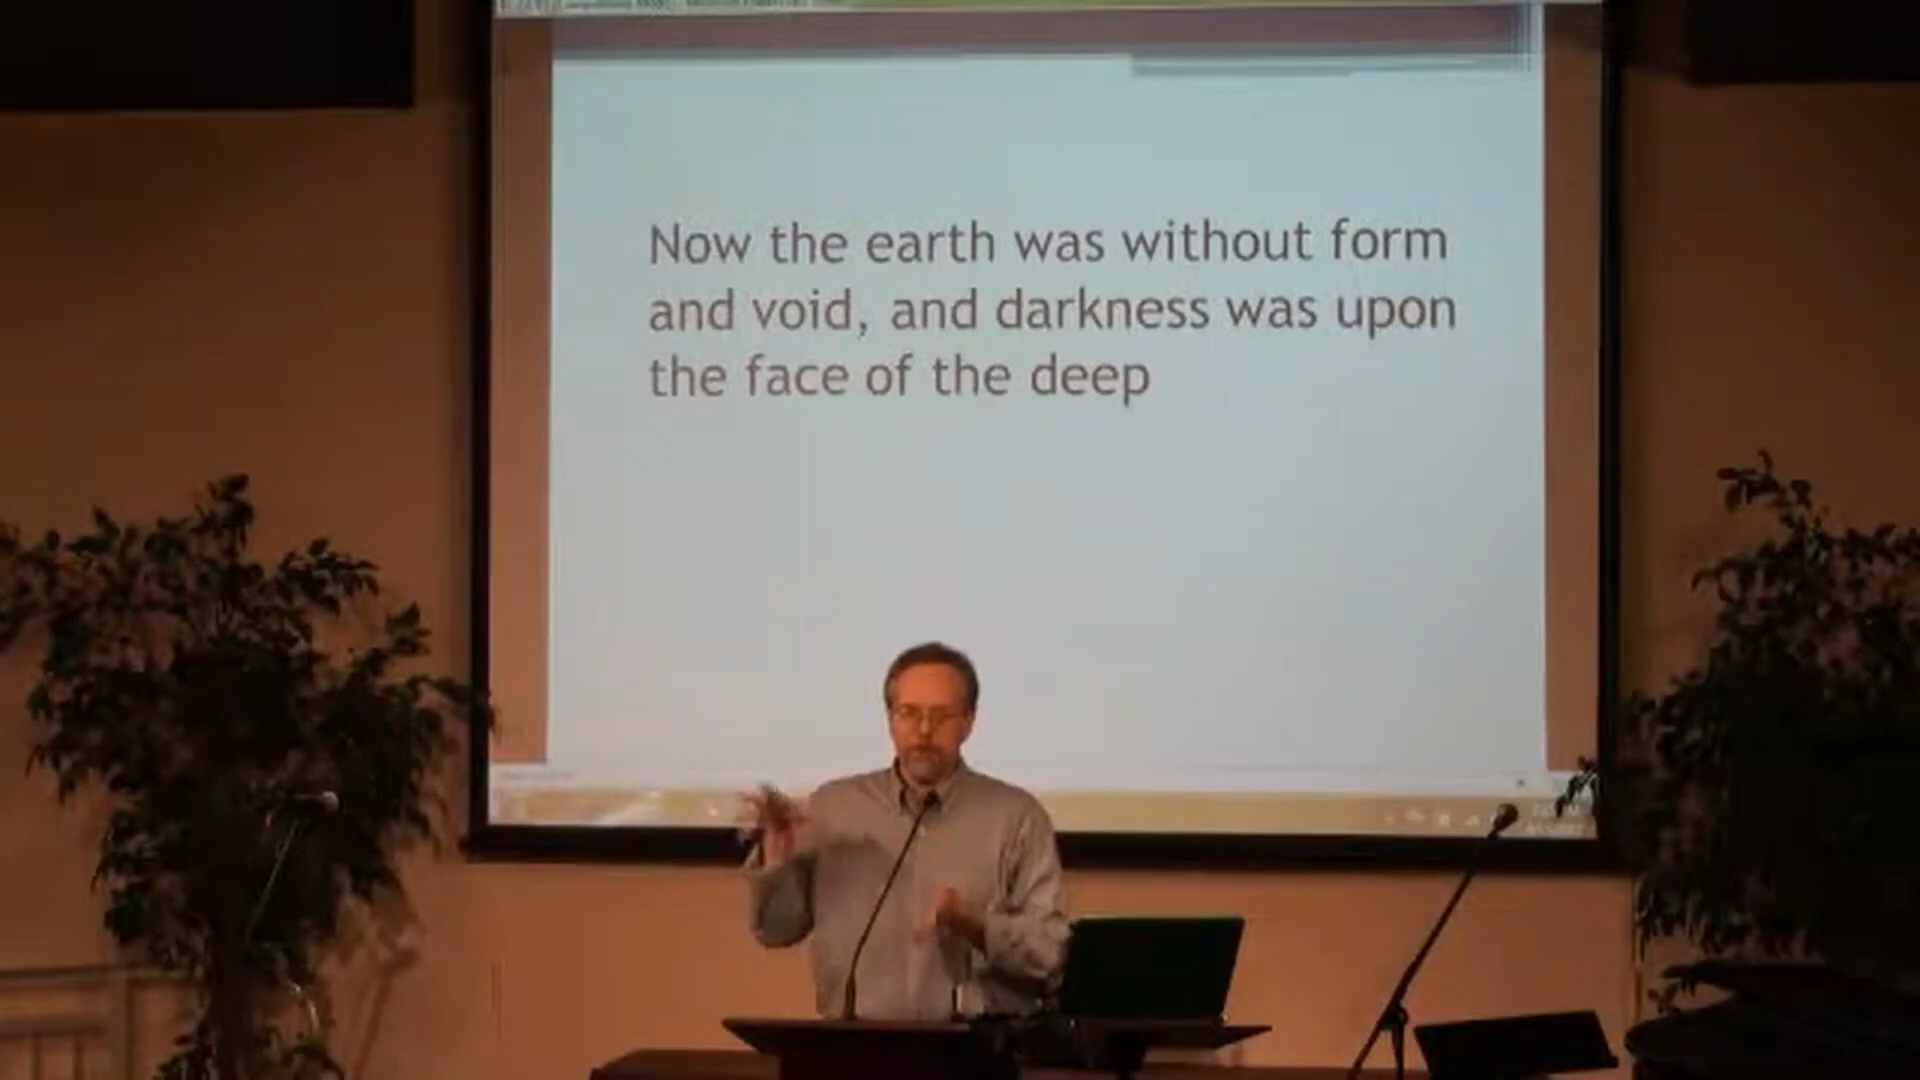 Now the earth was without form
and void, and darkness was upon
the face of the deep